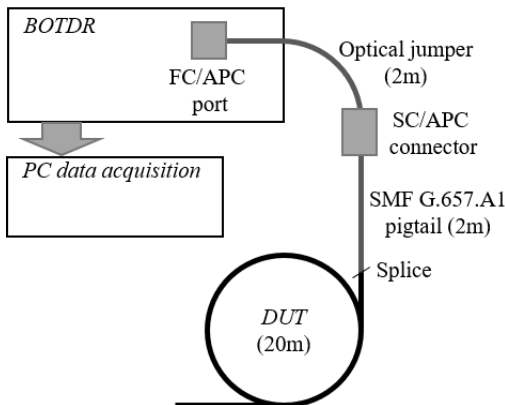 BOTDR
FC/APC
port
Optical jumper
(2m)
SC/APC
connector
PC data acquisition
SMF G.657.A1
pigtail (2m)
Splice
DUT
(20m)